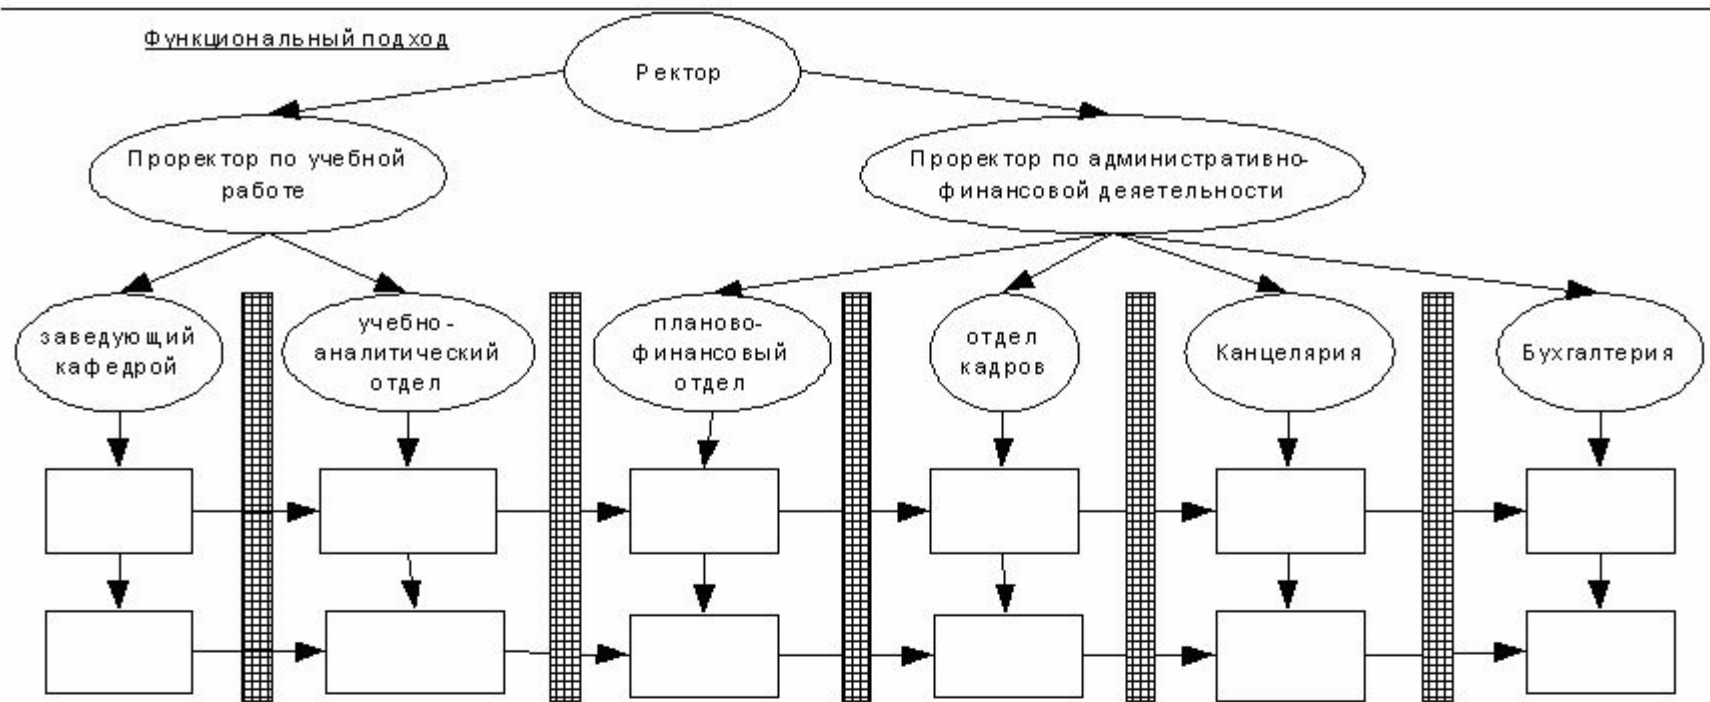 Функциональный подход
Ректор
Проректор по учебной
работе
Проректор по административно-
финансовой деяетельности
заведующий
кафедрой
учебно-
аналитический
отдел
планово-
финансовый
отдел
отдел
кадров
Канцелярия
Бухгалтерия